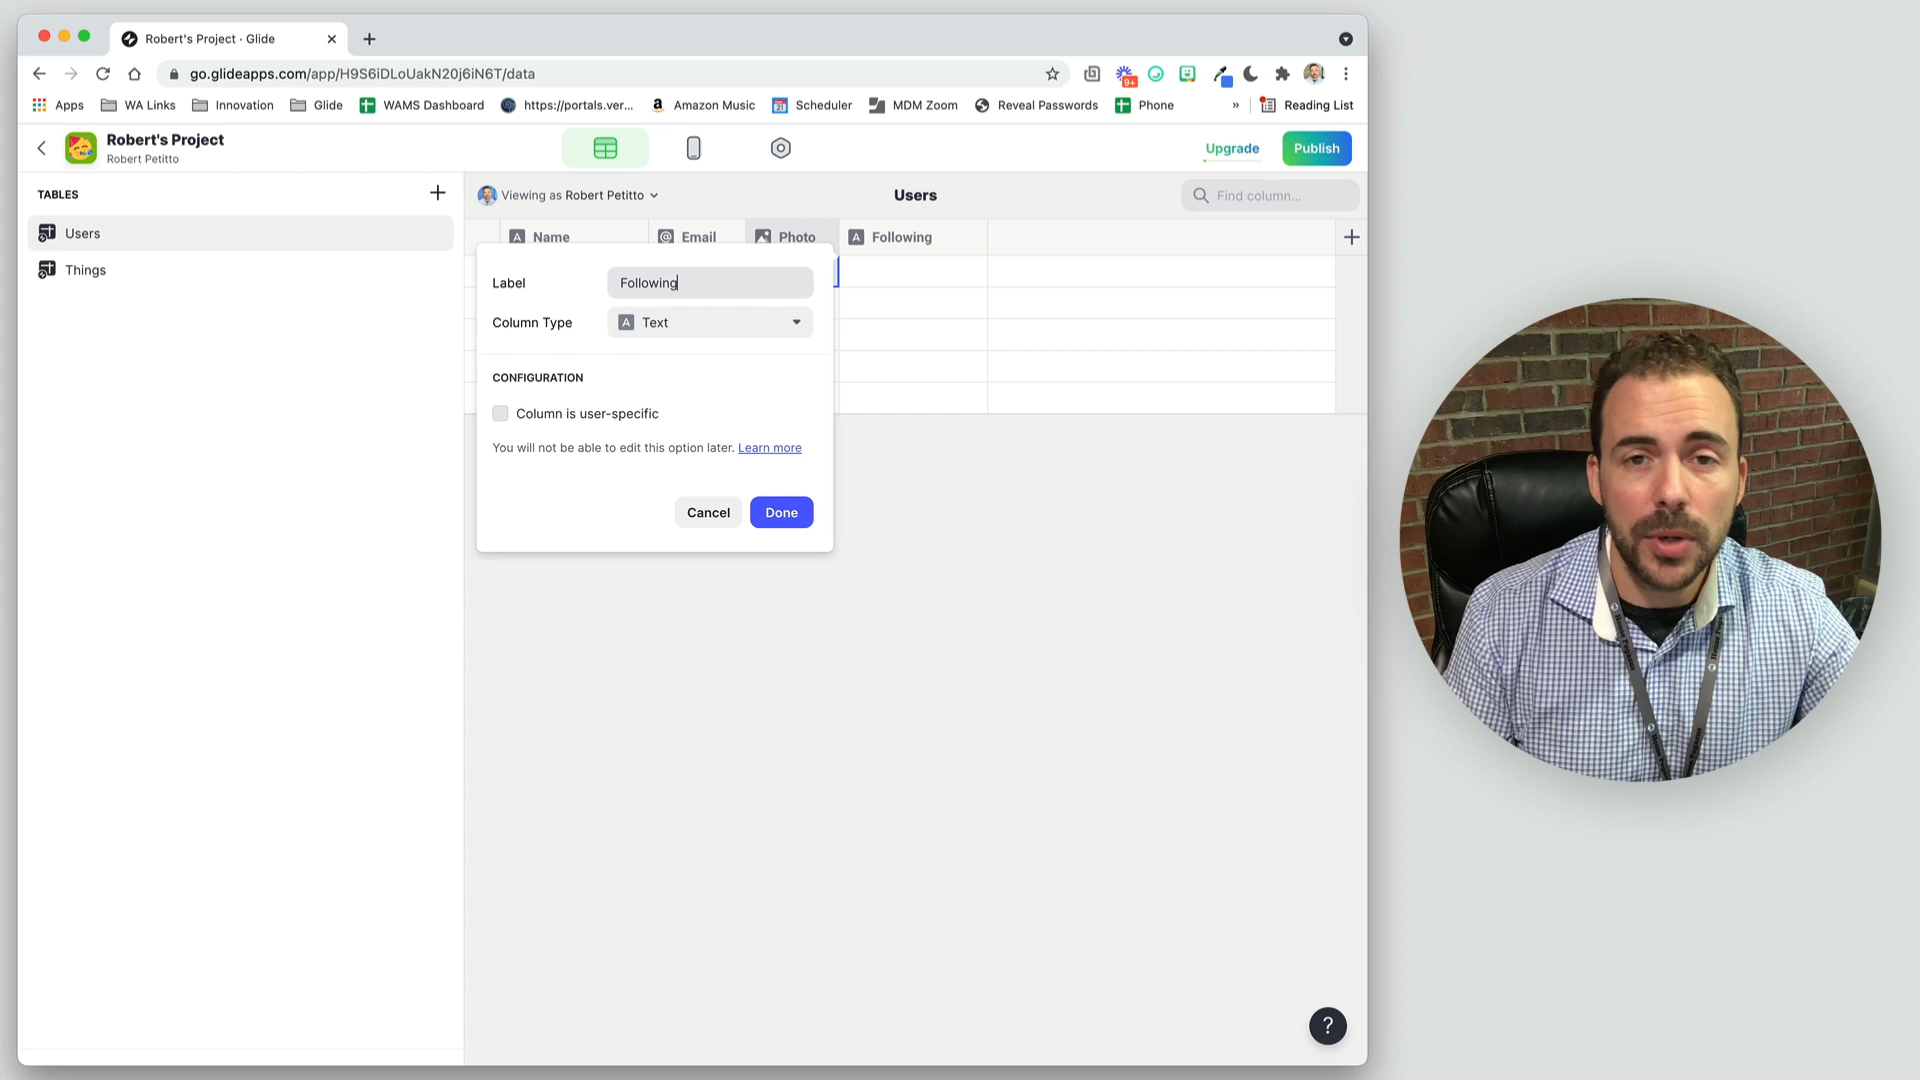 Robert's Project · Glide
go.glideapps.com/app/H9S6iDLoUakN20j6iN6T/data
9+
Apps
WA Links
Innovation
Glide
WAMS Dashboard
https://portals.ver...
Amazon Music
Scheduler
MDM Zoom
Reveal Passwords
Phone
»
Reading List
Robert's Project
Robert Petitto
Upgrade
Publish
TABLES
Users
Things
Viewing as Robert Petitto
Users
Find column...
Name
Email
Photo
Following
Label
Following
Column Type
Text
CONFIGURATION
Column is user-specific
You will not be able to edit this option later. Learn more
Cancel
Done
?